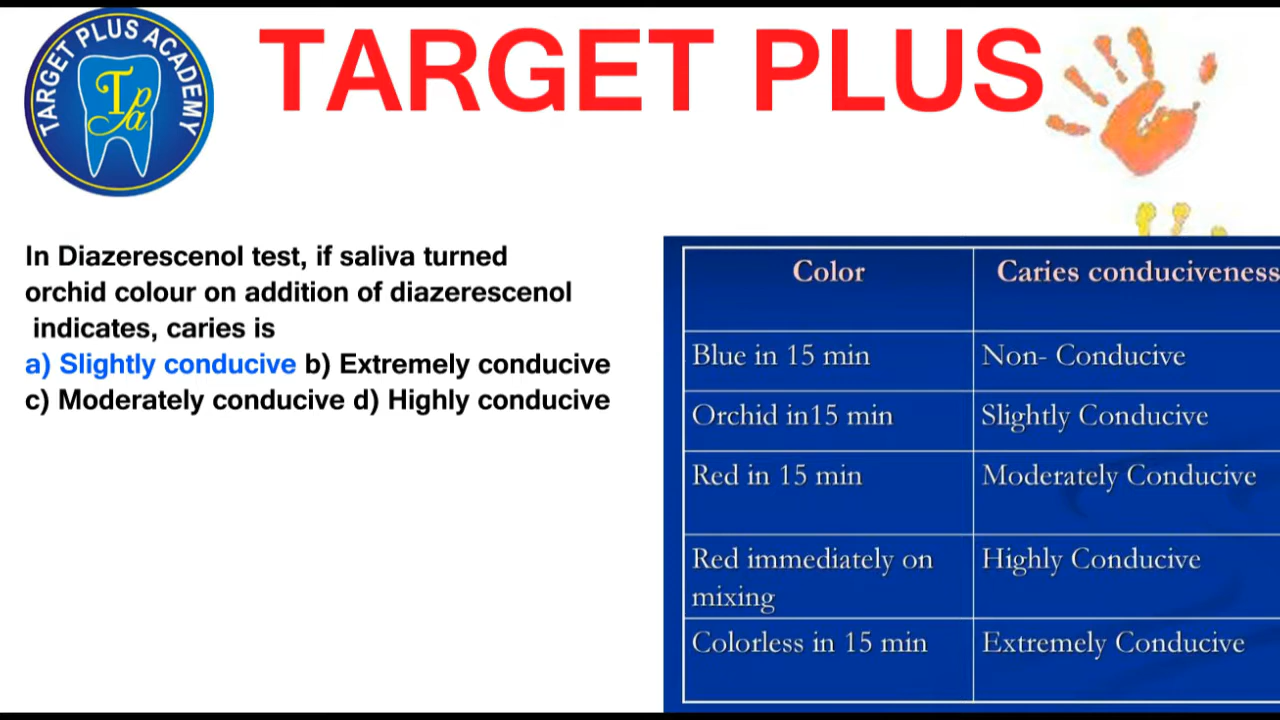 TARGET PLUS ACADEMY
Tpa
TARGET PLUS
In Diazerescenol test, if saliva turned
orchid colour on addition of diazerescenol
indicates, caries is
a) Slightly conducive b) Extremely conducive
c) Moderately conducive d) Highly conducive
Color Caries conduciveness
Blue in 15 min Non- Conducive
Orchid in15 min Slightly Conducive
Red in 15 min Moderately Conducive
Red immediately on Highly Conducive
mixing
Colorless in 15 min Extremely Conducive